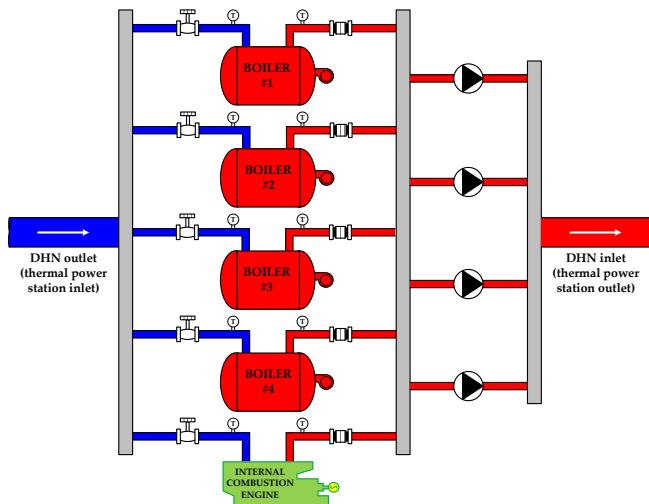 T
T
BOILER
#1
T
T
BOILER
#2
T
T
BOILER
#3
DHN outlet
(thermal power
station inlet)
DHN inlet
(thermal power
station outlet)
T
T
BOILER
#4
T
T
INTERNAL
COMBUSTION
ENGINE